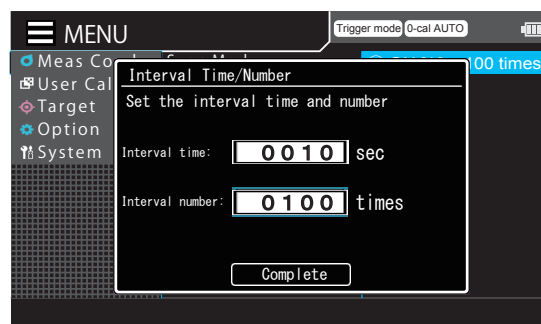 MENU
Trigger mode
0-cal AUTO
Meas Co
User Cal
Target
Option
System
00 times
Interval Time/Number
Set the interval time and number
Interval time: 0010 sec
Interval number: 0100 times
Complete